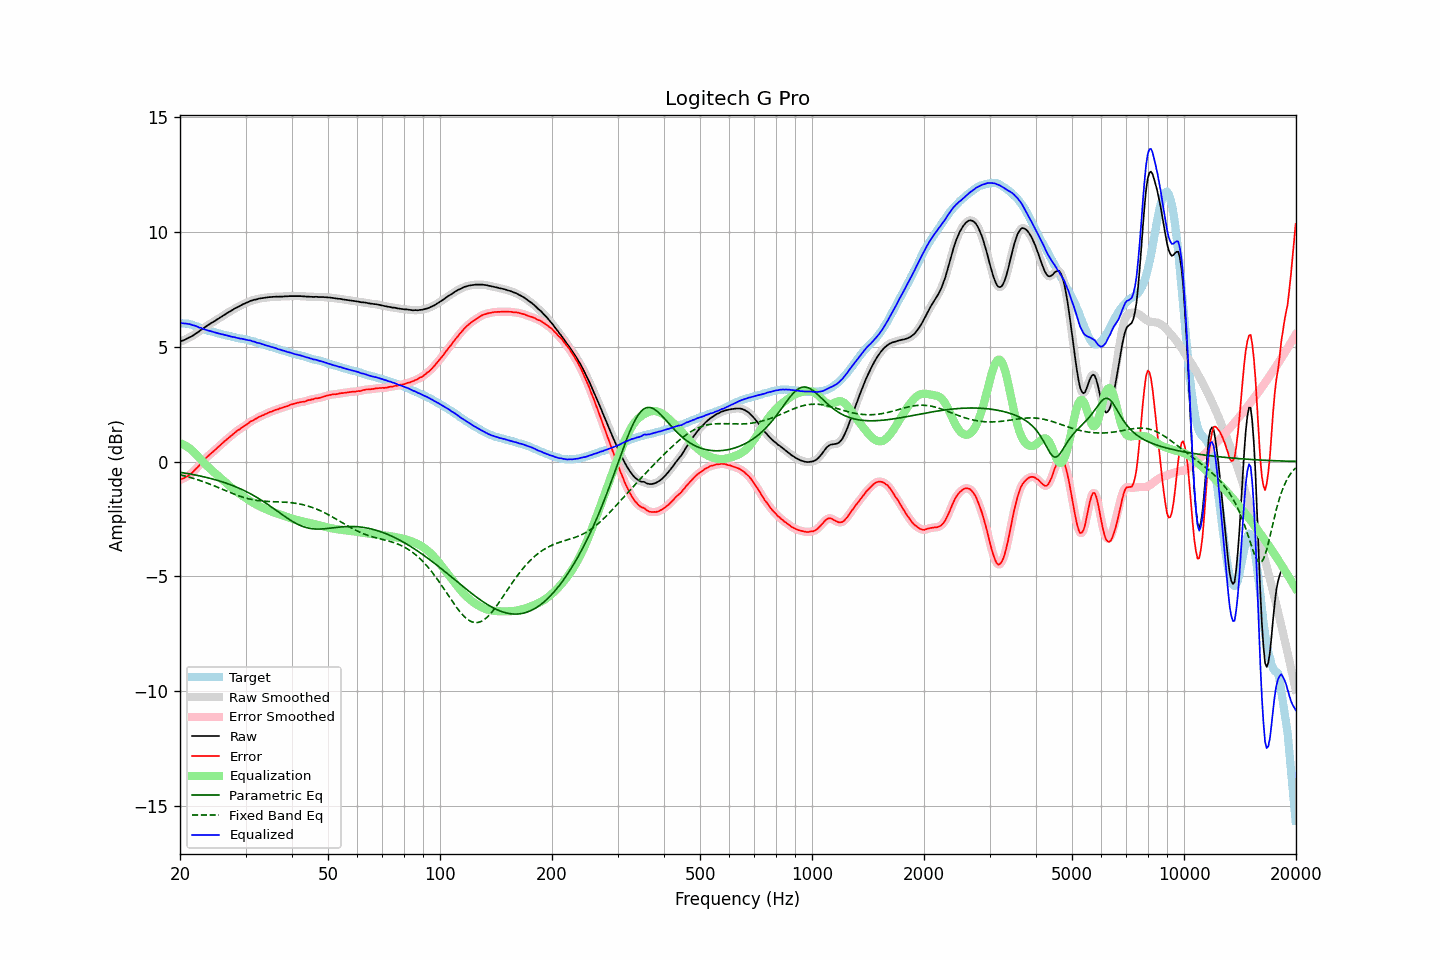 Logitech G Pro
Amplitude (dBr)
15
10
5
0
−5
−10
−15
Target
Raw Smoothed
Error Smoothed
Raw
Error
Equalization
Parametric Eq
Fixed Band Eq
Equalized
20 50 100 200 500 1000 2000 5000 10000 20000
Frequency (Hz)